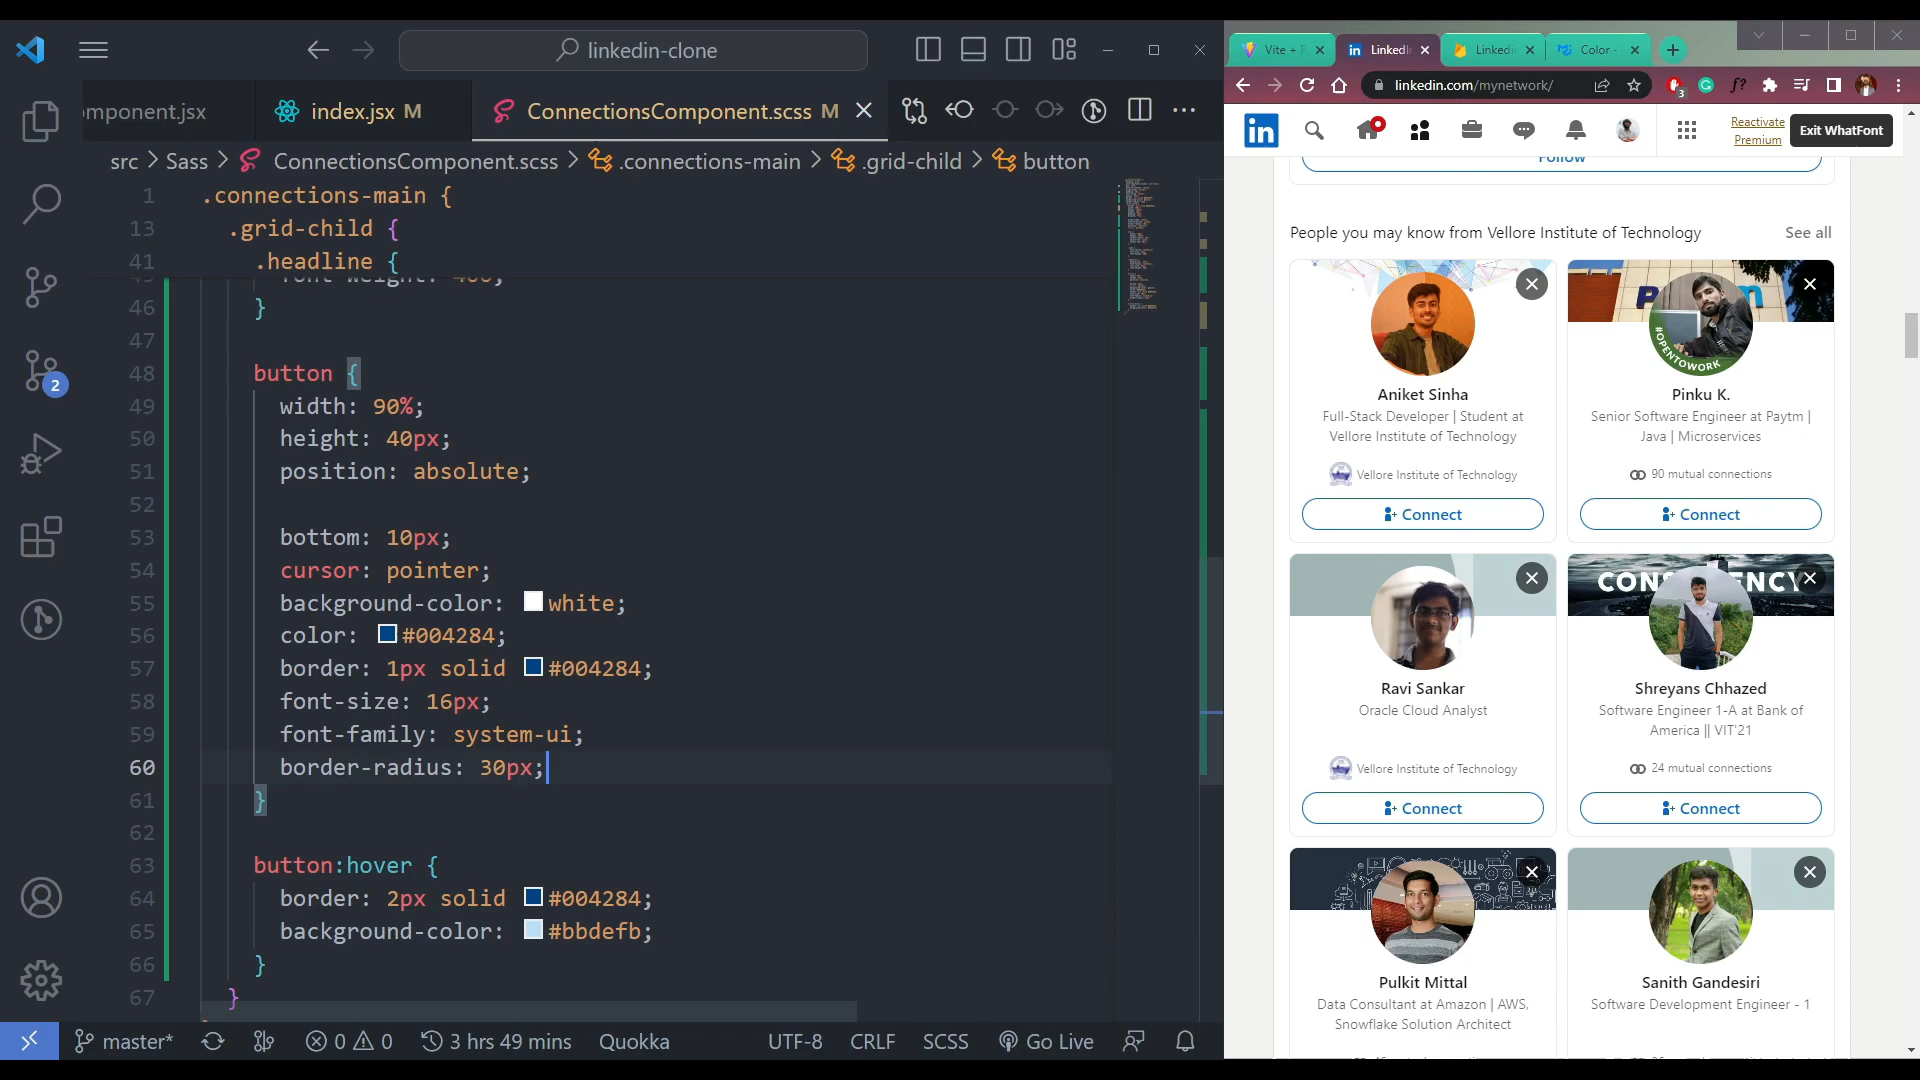 linkedin-clone
omponent.jsx
index.jsx M
ConnectionsComponent.scss M
src > Sass > ConnectionsComponent.scss > .connections-main > .grid-child > button
1 .connections-main {
13 .grid-child {
41 .headline {
46 }
47
48 button {
49 width: 90%;
50 height: 40px;
51 position: absolute;
52
53 bottom: 10px;
54 cursor: pointer;
55 background-color: white;
56 color: #004284;
57 border: 1px solid #004284;
58 font-size: 16px;
59 font-family: system-ui;
60 border-radius: 30px;
61 }
62
63 button:hover {
64 border: 2px solid #004284;
65 background-color: #bbdefb;
66 }
67 }
2
master* 0 0 3 hrs 49 mins Quokka UTF-8 CRLF SCSS Go Live
Vite +
LinkedIn
Linkedi
Color -
linkedin.com/mynetwork/
3
f?
in
Reactivate
Premium
Exit WhatFont
Follow
People you may know from Vellore Institute of Technology
See all
Aniket Sinha
Full-Stack Developer | Student at
Vellore Institute of Technology
Vellore Institute of Technology
Connect
#OPENTOWORK
Pinku K.
Senior Software Engineer at Paytm |
Java | Microservices
90 mutual connections
Connect
Ravi Sankar
Oracle Cloud Analyst
Vellore Institute of Technology
Connect
Shreyans Chhazed
Software Engineer 1-A at Bank of
America || VIT'21
24 mutual connections
Connect
Pulkit Mittal
Data Consultant at Amazon | AWS,
Snowflake Solution Architect
Sanith Gandesiri
Software Development Engineer - 1